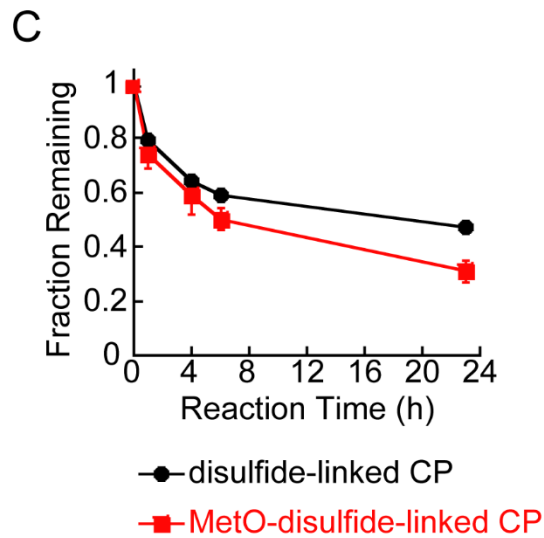 C
Fraction Remaining
1
0.8
0.6
0.4
0.2
0
0 4 8 12 16 20 24
Reaction Time (h)
disulfide-linked CP
MetO-disulfide-linked CP